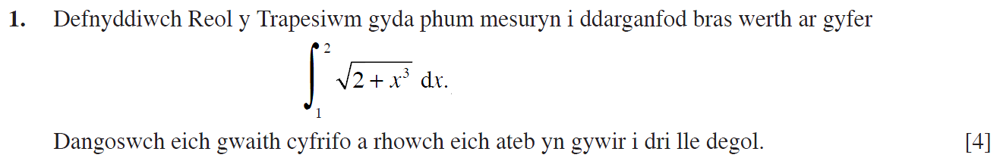 1. Defnyddiwch Reol y Trapesiwm gyda phum mesuryn i ddarganfod bras werth ar gyfer
∫₁² √(2 + x³) dx.
Dangoswch eich gwaith cyfrifo a rhowch eich ateb yn gywir i dri lle degol. [4]